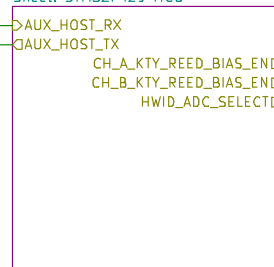 AUX_HOST_RX
AUX_HOST_TX
CH_A_KTY_REED_BIAS_EN
CH_B_KTY_REED_BIAS_EN
HWID_ADC_SELECT